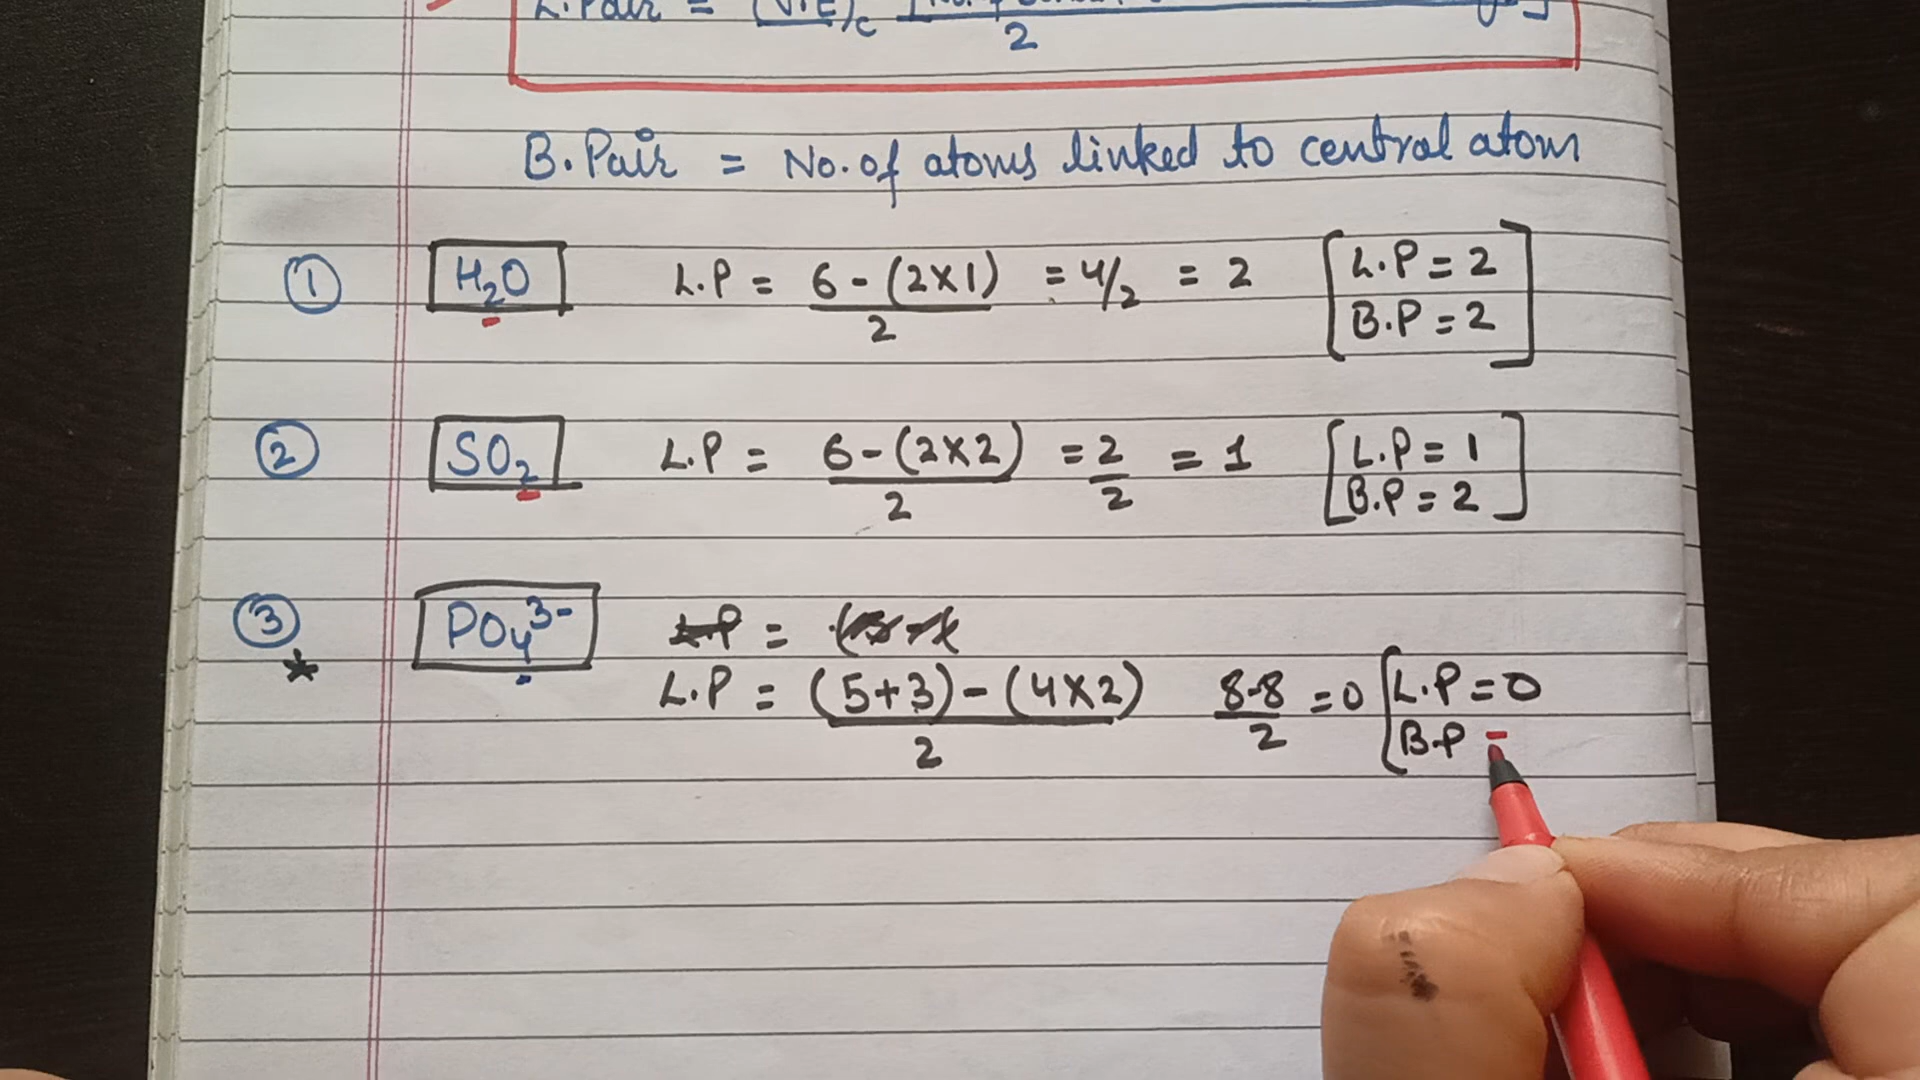 L.Pair = (V.E)c
2
B.Pair = No. of atoms linked to central atom
① H₂O L.P = 6 - (2×1) / 2 = 4/2 = 2 [L.P = 2
B.P = 2]
② SO₂ L.P = 6 - (2×2) / 2 = 2/2 = 1 [L.P = 1
B.P = 2]
③ PO₄³⁻ L.P =
* L.P = (5+3) - (4×2) / 2 8-8/2 = 0 [L.P = 0
B.P =